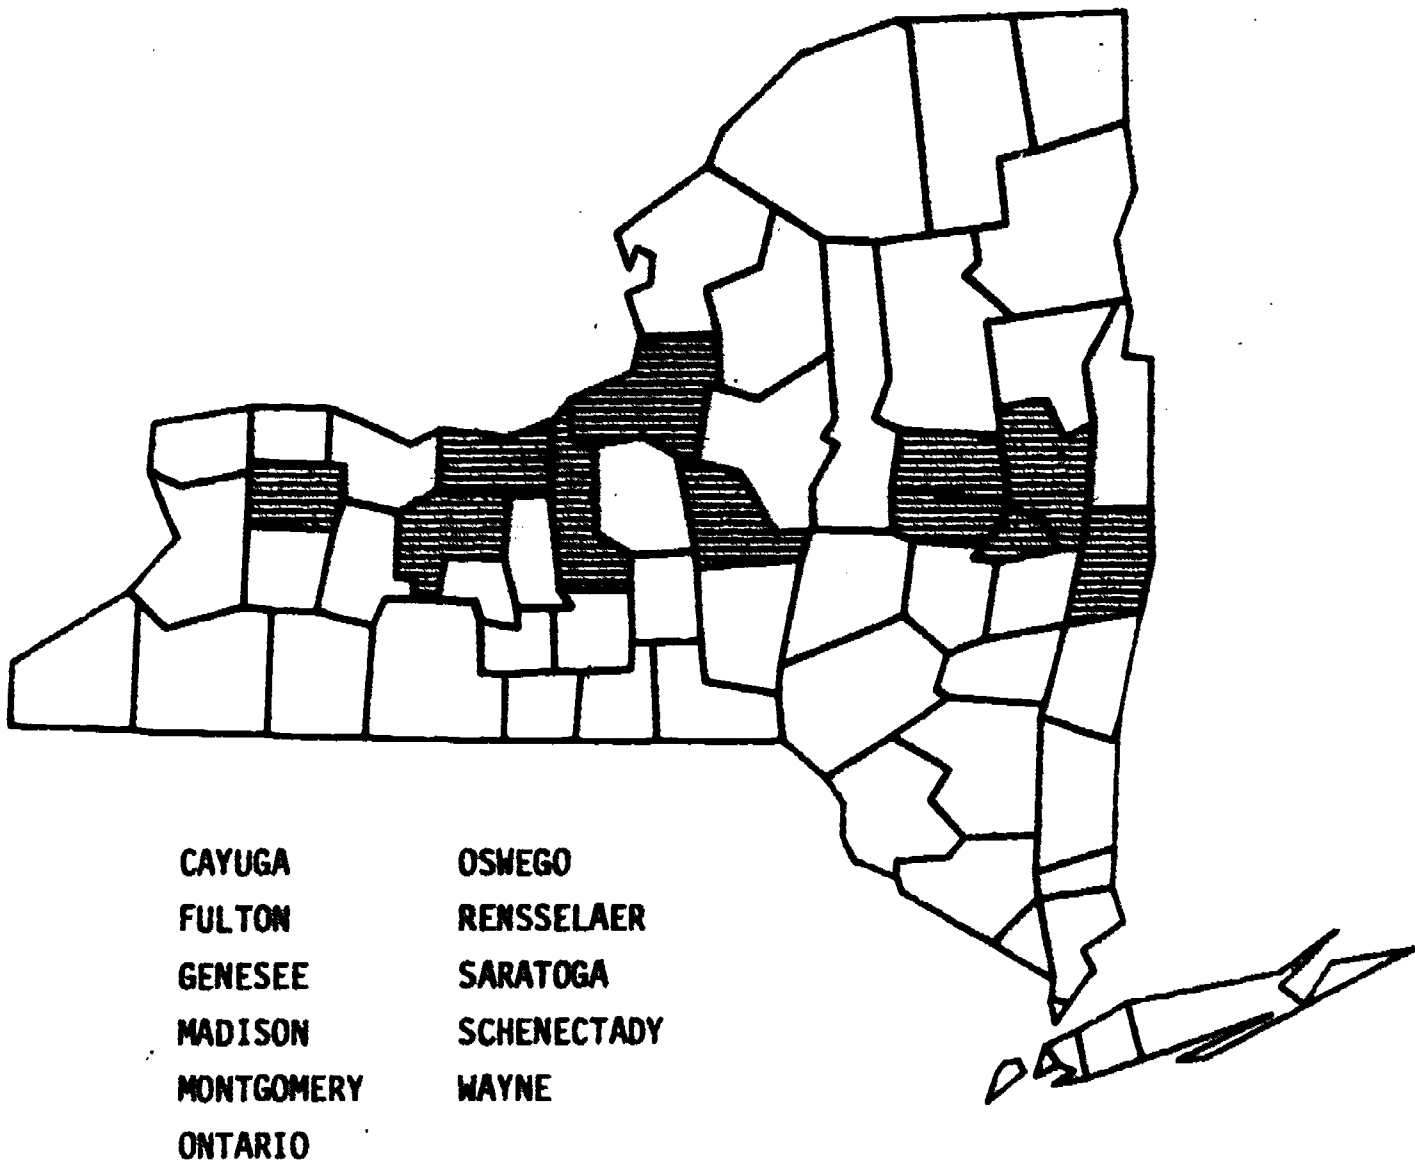 CAYUGA
FULTON
GENESEE
MADISON
MONTGOMERY
ONTARIO
OSWEGO
RENSSELAER
SARATOGA
SCHENECTADY
WAYNE